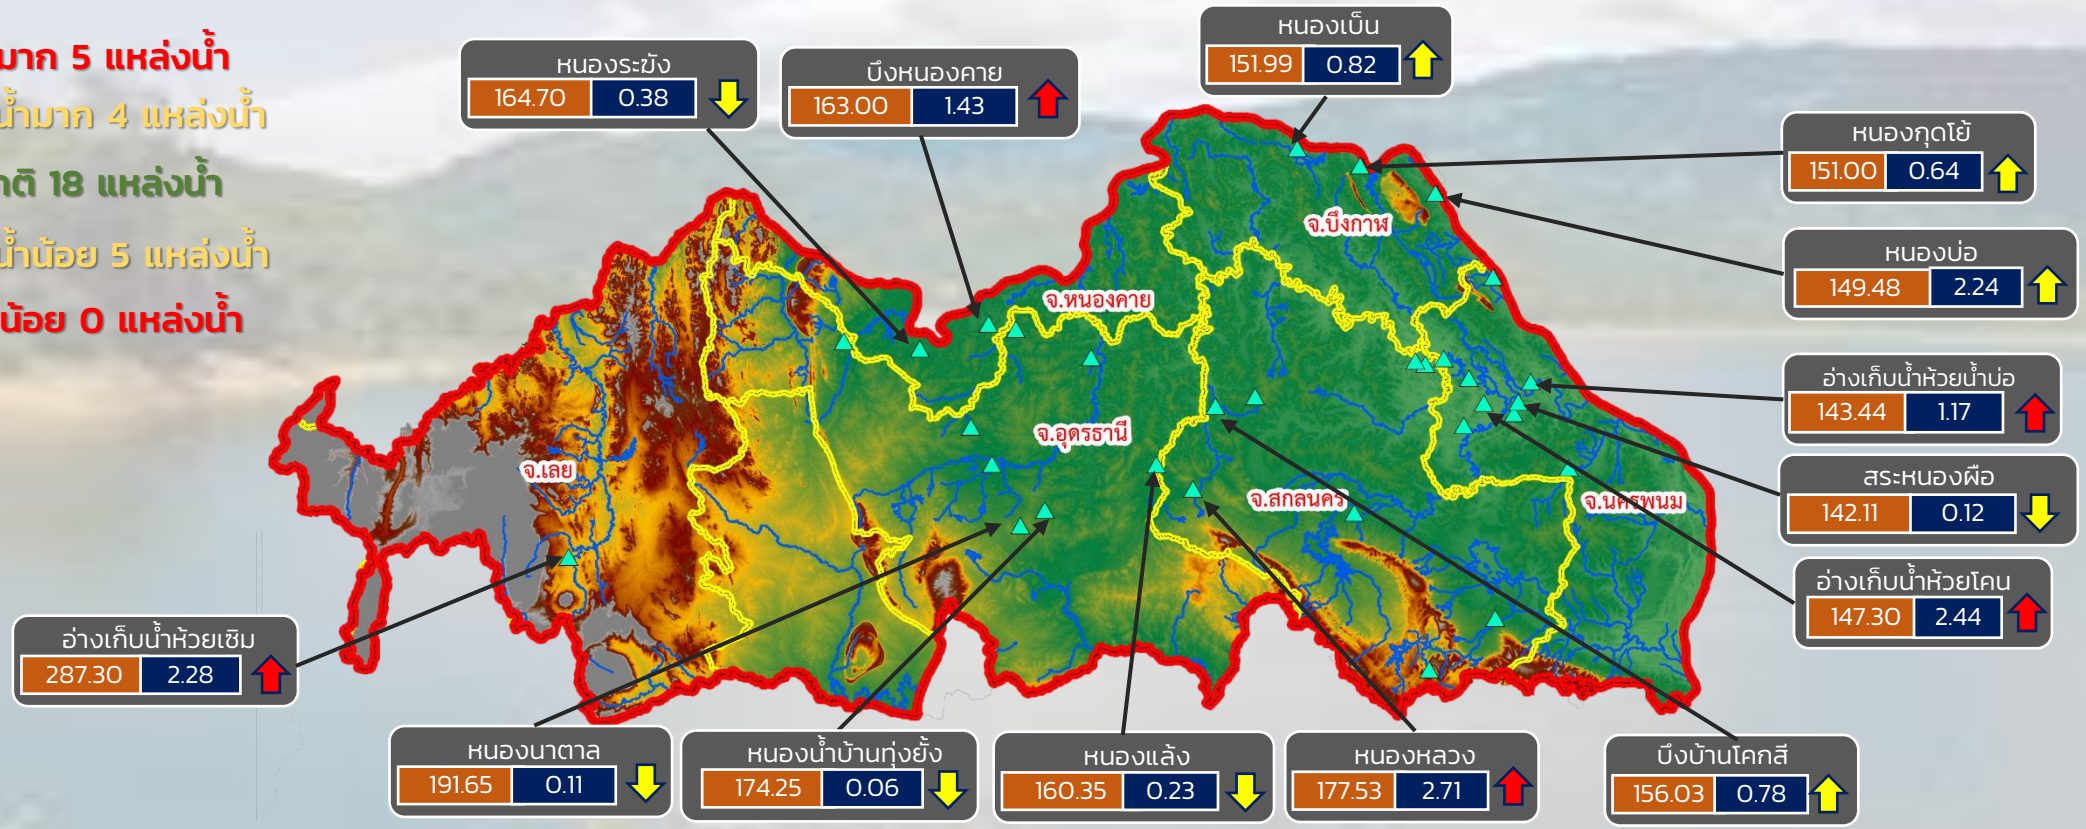 มาก 5 แหล่งน้ำ
น้ำมาก 4 แหล่งน้ำ
18 แหล่งน้ำ
น้ำน้อย 5 แหล่งน้ำ
น้อย 0 แหล่งน้ำ
หนองระฆัง
164.70 0.38
บึงหนองคาย
163.00 1.43
หนองเบ็น
151.99 0.82
หนองกุดโย้
151.00 0.64
หนองบ่อ
149.48 2.24
อ่างเก็บน้ำห้วยน้ำบ่อ
143.44 1.17
สระหนองผือ
142.11 0.12
อ่างเก็บน้ำห้วยโคน
147.30 2.44
จ.บึงกาฬ
จ.หนองคาย
จ.อุดรธานี
จ.เลย
จ.สกลนคร
จ.นครพนม
อ่างเก็บน้ำห้วยเซิม
287.30 2.28
หนองนาตาล
191.65 0.11
หนองน้ำบ้านทุ่งยั้ง
174.25 0.06
หนองแล้ง
160.35 0.23
หนองหลวง
177.53 2.71
บึงบ้านโคกสี
156.03 0.78